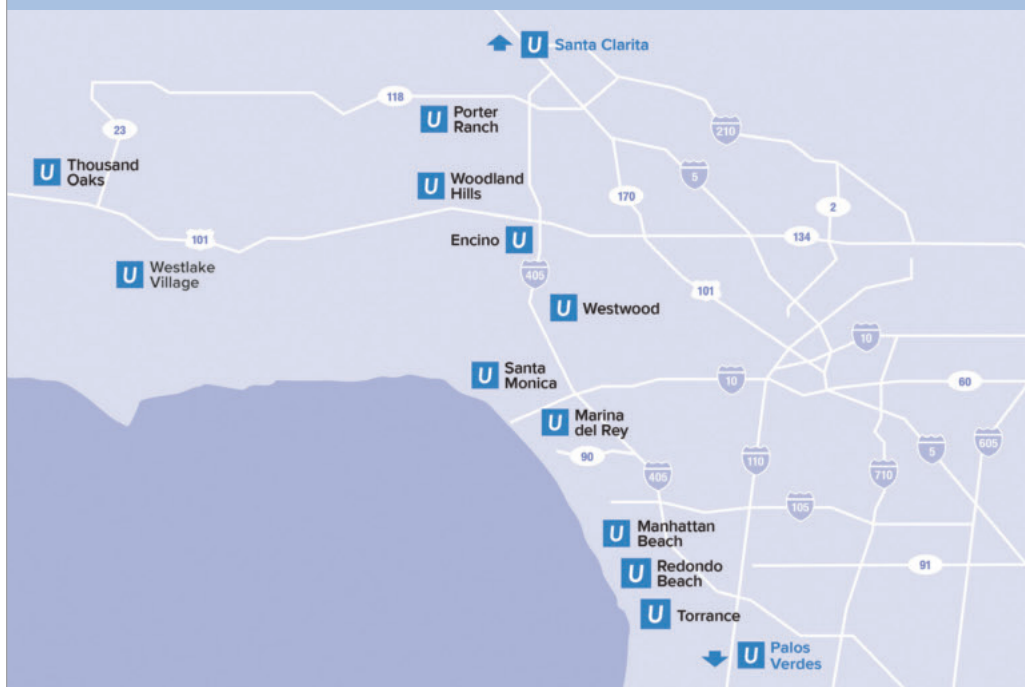 U Santa Clarita
118
U Porter
Ranch
23
210
U Thousand
Oaks
5
U Woodland
Hills
170
2
101
Encino U
134
U Westlake
Village
405
101
U Westwood
10
U Santa
Monica
10
60
U Marina
del Rey
605
90
110
5
405
710
105
U Manhattan
Beach
U Redondo
Beach
91
U Torrance
U Palos
Verdes